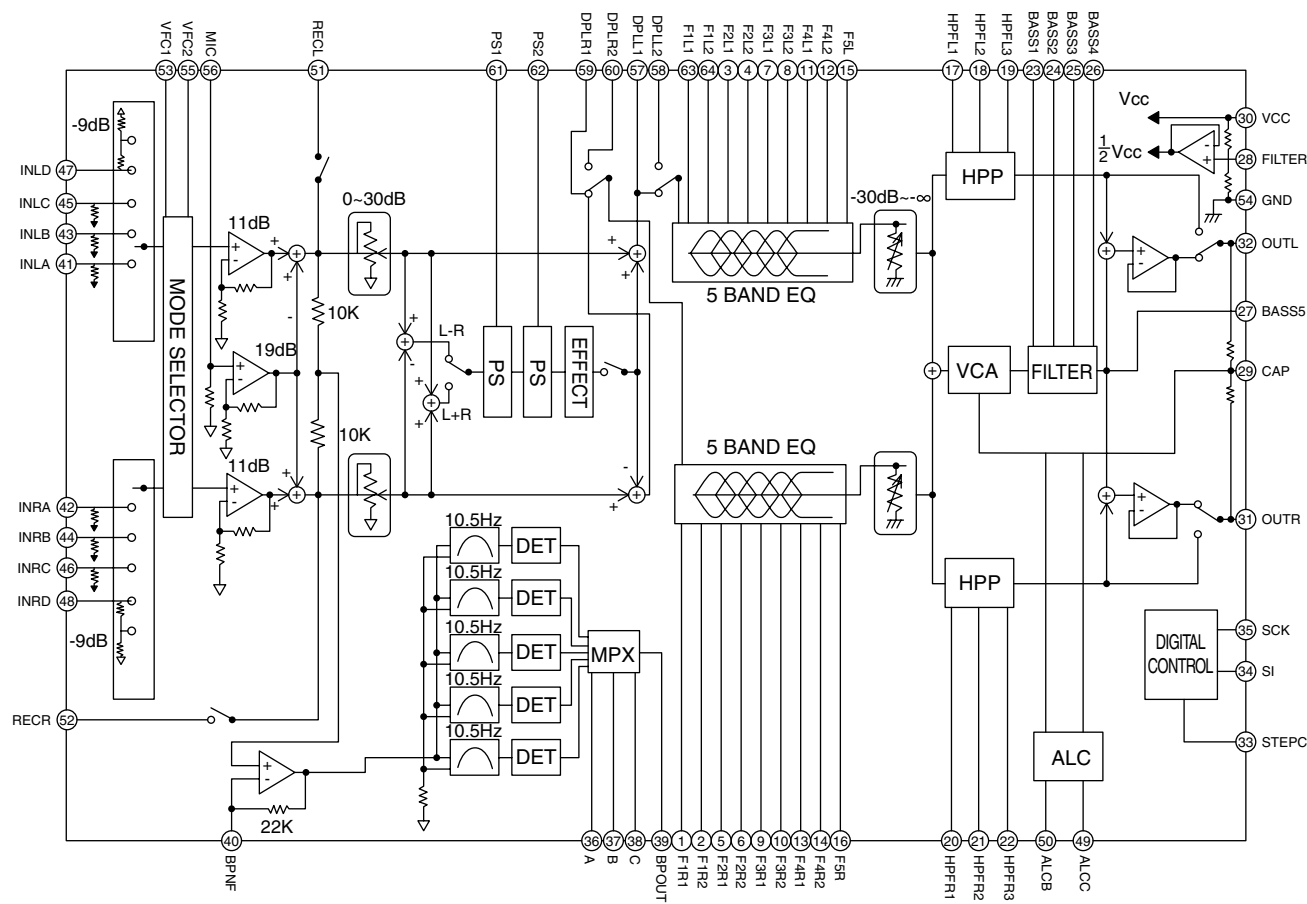 VFC1
VFC2
MIC
RECL
PS1
PS2
DPLR1
DPLR2
DPLL1
DPLL2
F1L1
F1L2
F2L1
F2L2
F3L1
F3L2
F4L1
F4L2
F5L
HPFL1
HPFL2
HPFL3
BASS1
BASS2
BASS3
BASS4
53
55
56
51
61
62
59
60
57
58
63
64
3
4
7
8
11
12
15
17
18
19
23
24
25
26
-9dB
Vcc
30 VCC
1/2 Vcc
- +
28 FILTER
INLD 47
HPP
54 GND
INLC 45
0~30dB
-30dB~-∞
INLB 43
11dB
+ -
+ +
+ +
+ -
32 OUTL
INLA 41
5 BAND EQ
MODE SELECTOR
10K
27 BASS5
-
19dB
+ -
+ -
L-R
PS
PS
EFFECT
VCA
FILTER
29 CAP
+ +
L+R
10K
5 BAND EQ
11dB
+ -
+ +
- +
+ -
INRA 42
31 OUTR
INRB 44
10.5Hz
DET
INRC 46
10.5Hz
DET
HPP
INRD 48
-9dB
10.5Hz
DET
MPX
DIGITAL CONTROL
35 SCK
34 SI
10.5Hz
DET
RECR 52
10.5Hz
DET
33 STEPC
+ -
ALC
22K
40
36
37
38
39
1
2
5
6
9
10
13
14
16
20
21
22
50
49
BPNF
A
B
C
BPOUT
F1R1
F1R2
F2R1
F2R2
F3R1
F3R2
F4R1
F4R2
F5R
HPFR1
HPFR2
HPFR3
ALCB
ALCC